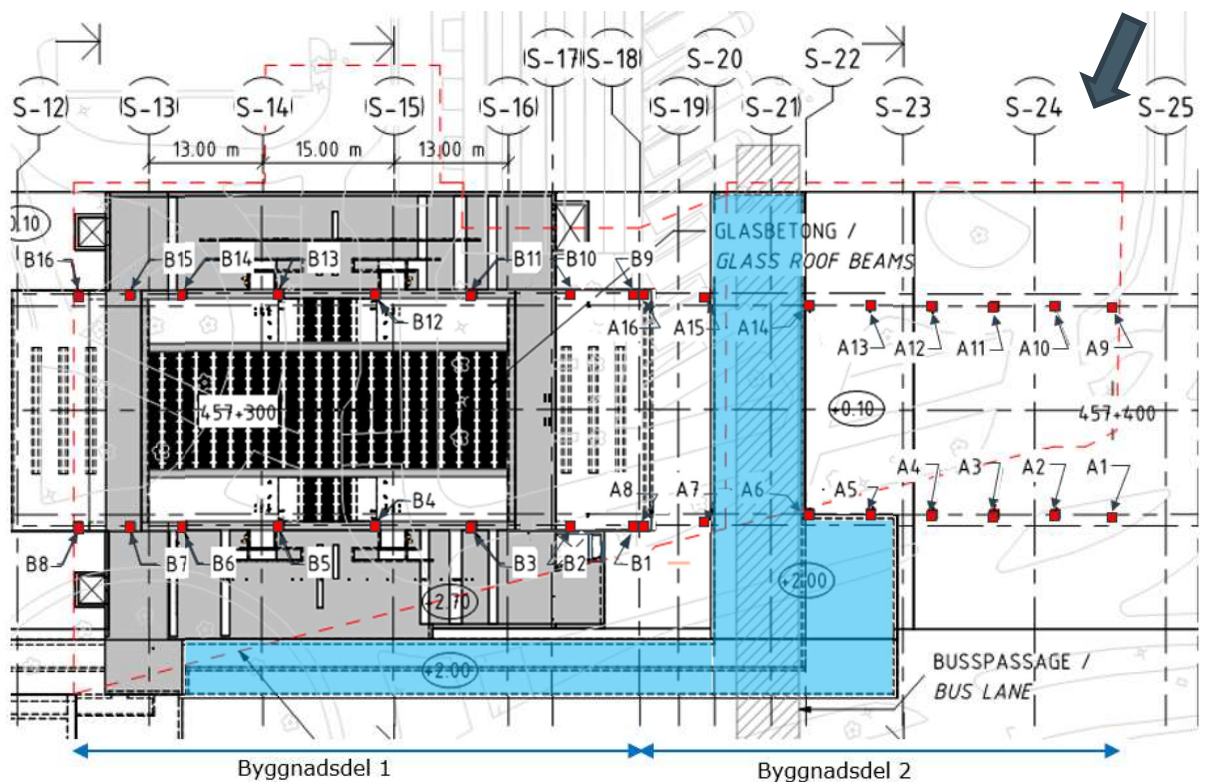 S-12
S-13
S-14
S-15
S-16
S-17
S-18
S-19
S-20
S-21
S-22
S-23
S-24
S-25
13.00 m
15.00 m
13.00 m
0.10
GLASBETONG /
GLASS ROOF BEAMS
B16
B15
B14
B13
B12
B11
B10
B9
A16
A15
A14
A13
A12
A11
A10
A9
457+300
+0.10
457+400
B8
B7
B6
B5
B4
B3
B2
B1
A8
A7
A6
A5
A4
A3
A2
A1
+2.70
+2.00
+2.00
BUSSPASSAGE /
BUS LANE
Byggnadsdel 1
Byggnadsdel 2